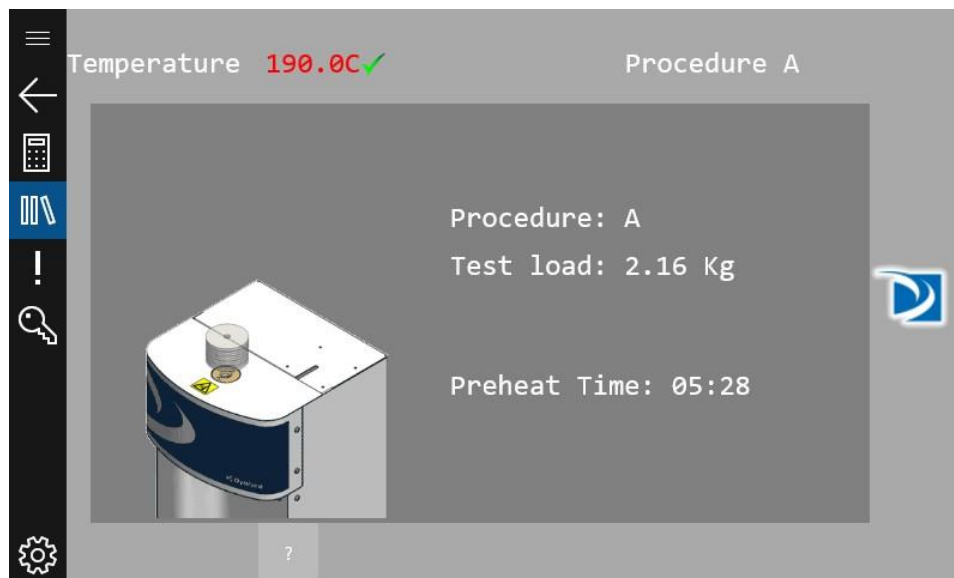 Temperature 190.0C✓ Procedure A
Procedure: A
Test load: 2.16 Kg
Preheat Time: 05:28
?